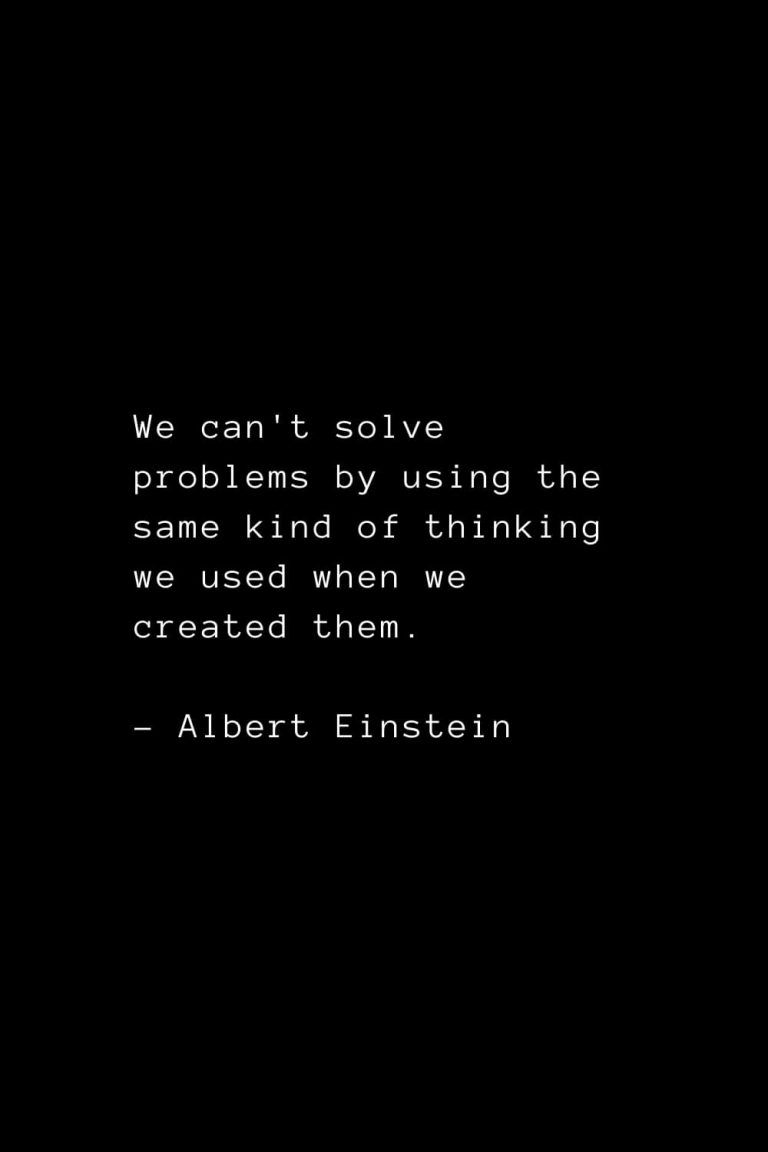 We can't solve
problems by using the
same kind of thinking
we used when we
created them.
– Albert Einstein